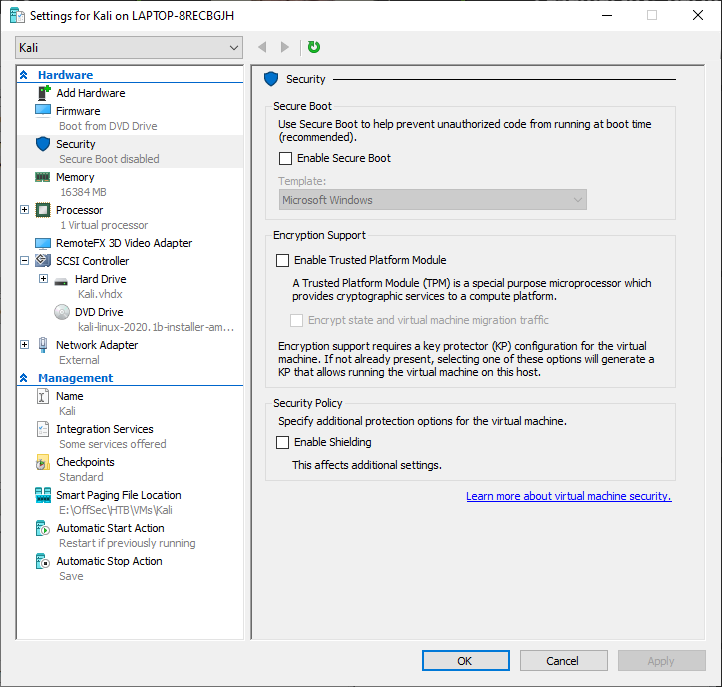 Settings for Kali on LAPTOP-8RECBGJH
Kali
Hardware
Add Hardware
Firmware
Boot from DVD Drive
Security
Secure Boot disabled
Memory
16384 MB
Processor
1 Virtual processor
RemoteFX 3D Video Adapter
SCSI Controller
Hard Drive
Kali.vhdx
DVD Drive
kali-linux-2020.1b-installer-am...
Network Adapter
External
Management
Name
Kali
Integration Services
Some services offered
Checkpoints
Standard
Smart Paging File Location
E:\OffSec\HTB\VMs\Kali
Automatic Start Action
Restart if previously running
Automatic Stop Action
Save
Security
Secure Boot
Use Secure Boot to help prevent unauthorized code from running at boot time
(recommended).
Enable Secure Boot
Template:
Microsoft Windows
Encryption Support
Enable Trusted Platform Module
A Trusted Platform Module (TPM) is a special purpose microprocessor which
provides cryptographic services to a compute platform.
Encrypt state and virtual machine migration traffic
Encryption support requires a key protector (KP) configuration for the virtual
machine. If not already present, selecting one of these options will generate a
KP that allows running the virtual machine on this host.
Security Policy
Specify additional protection options for the virtual machine.
Enable Shielding
This affects additional settings.
Learn more about virtual machine security.
OK
Cancel
Apply